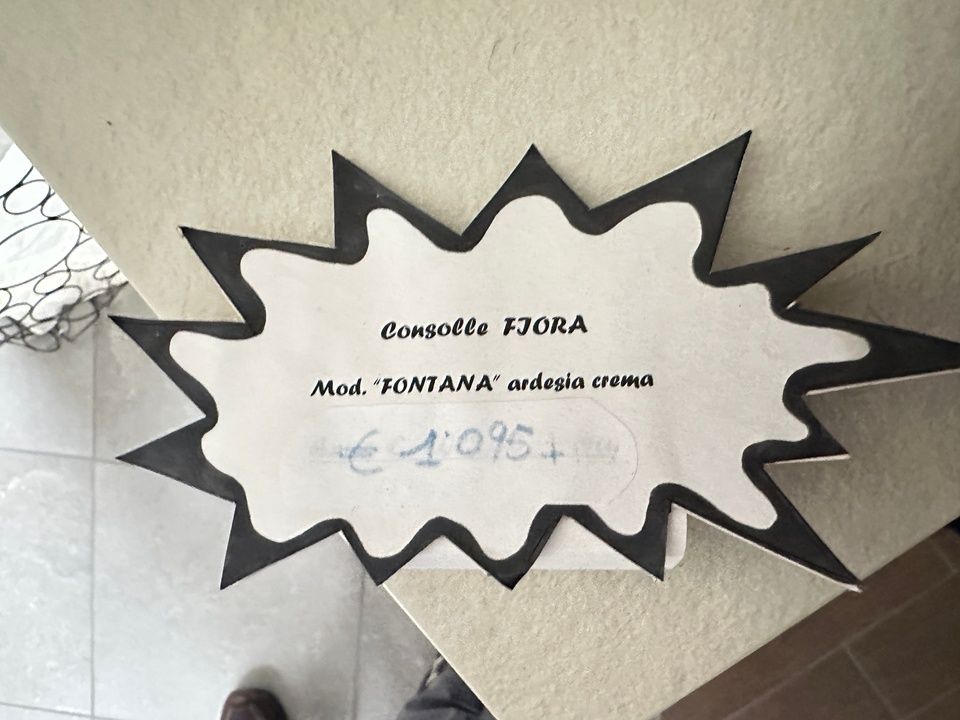 Consolle FIORA
Mod. "FONTANA" ardesia crema
€ 1.095